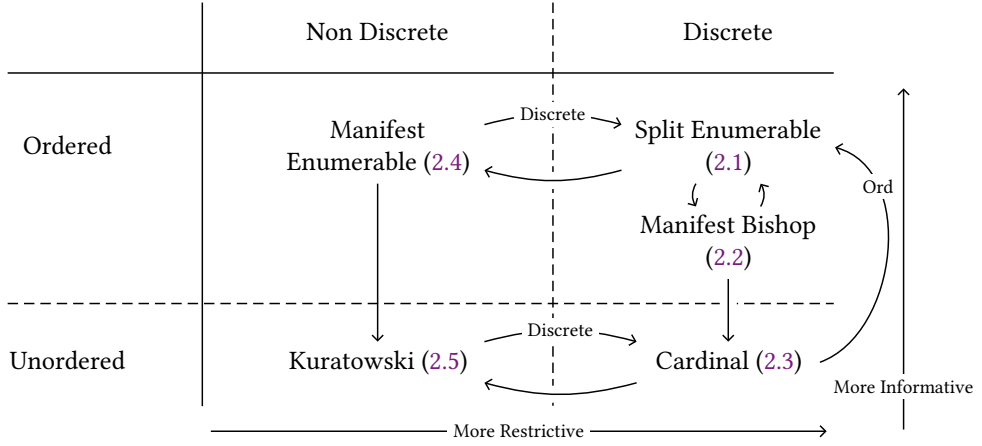 Non Discrete
Discrete
Ordered
Manifest
Enumerable (2.4)
Discrete
Split Enumerable
(2.1)
Ord
Manifest Bishop
(2.2)
Unordered
Kuratowski (2.5)
Discrete
Cardinal (2.3)
More Informative
More Restrictive